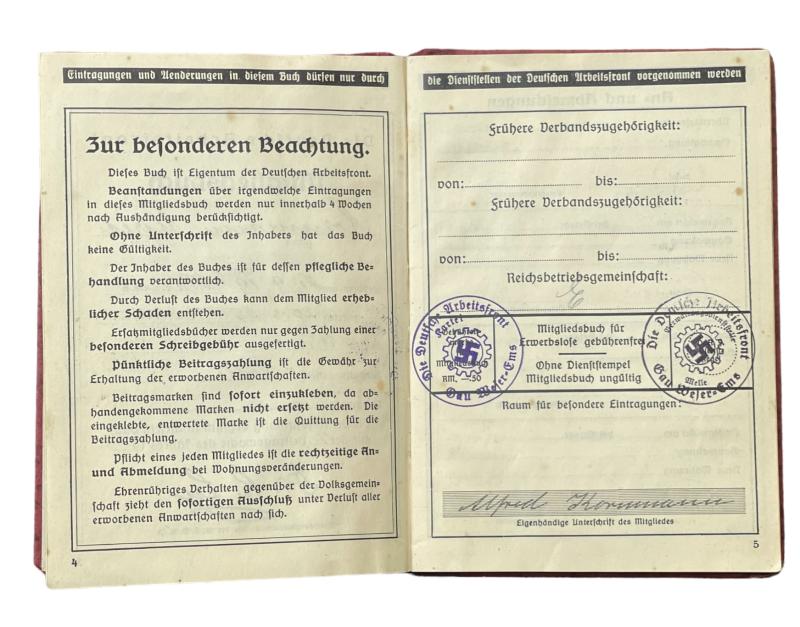 Eintragungen und Aenderungen in diesem Buch dürfen nur durch
Zur besonderen Beachtung.
Dieses Buch ist Eigentum der Deutschen Arbeitsfront.
Beanstandungen über irgendwelche Eintragungen
in dieses Mitgliedsbuch werden nur innerhalb 4 Wochen
nach Aushändigung berücksichtigt.
Ohne Unterschrift des Inhabers hat das Buch
keine Gültigkeit.
Der Inhaber des Buches ist für dessen pflegliche Be-
handlung verantwortlich.
Durch Verlust des Buches kann dem Mitglied erheb-
licher Schaden entstehen.
Ersatzmitgliedsbücher werden nur gegen Zahlung einer
besonderen Schreibgebühr ausgefertigt.
Pünktliche Beitragszahlung ist die Gewähr zur
Erhaltung der erworbenen Anwartschaften.
Beitragsmarken sind sofort einzukleben, da ab-
handengekommene Marken nicht ersetzt werden. Die
eingeklebte, entwertete Marke ist die Quittung für die
Beitragszahlung.
Pflicht eines jeden Mitgliedes ist die rechtzeitige An-
und Abmeldung bei Wohnungsveränderungen.
Ehrenrühriges Verhalten gegenüber der Volksgemein-
schaft zieht den sofortigen Ausschluß unter Verlust aller
erworbenen Anwartschaften nach sich.
4
die Dienststellen der Deutschen Arbeitsfront vorgenommen werden
Frühere Verbandszugehörigkeit:
von: bis:
Frühere Verbandszugehörigkeit:
von: bis:
Reichsbetriebsgemeinschaft:
Die Deutsche Arbeitsfront
Gau Weser-Ems
RM. –.50
Mitgliedsbuch für
Erwerbslose gebührenfrei
Ohne Dienststempel
Mitgliedsbuch ungültig
Die Deutsche Arbeitsfront
Melle
Gau Weser-Ems
Raum für besondere Eintragungen:
Alfred Kornmann
Eigenhändige Unterschrift des Mitgliedes
5